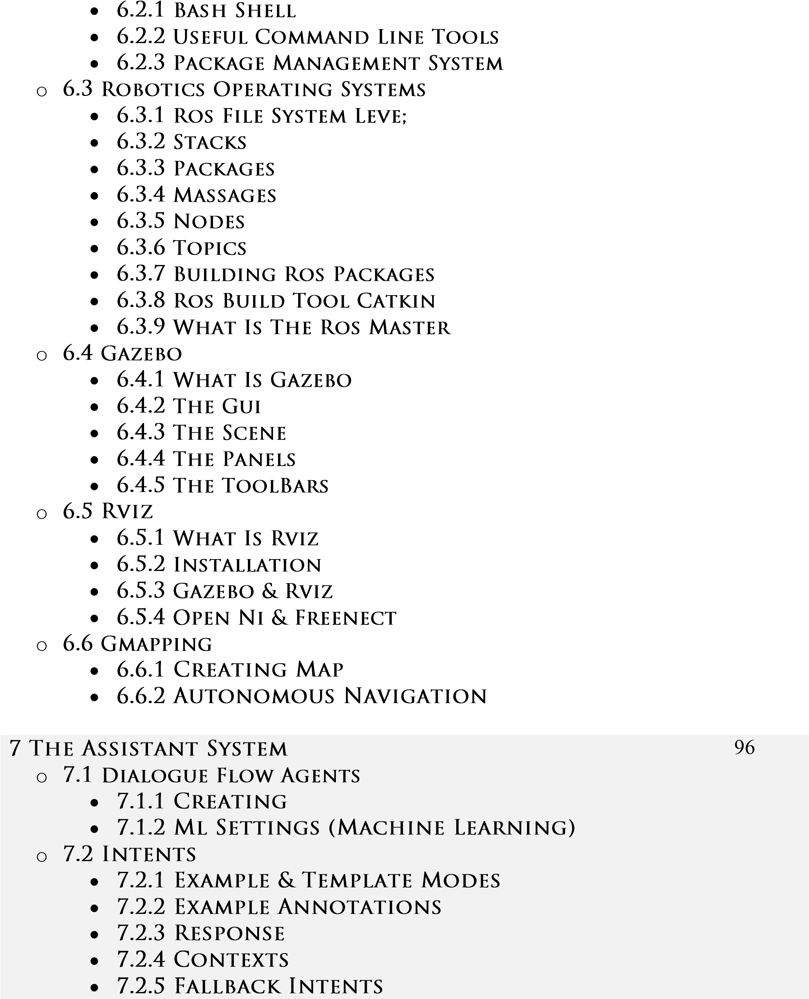 • 6.2.1 Bash Shell
• 6.2.2 Useful Command Line Tools
• 6.2.3 Package Management System
○ 6.3 Robotics Operating Systems
• 6.3.1 Ros File System Leve;
• 6.3.2 Stacks
• 6.3.3 Packages
• 6.3.4 Massages
• 6.3.5 Nodes
• 6.3.6 Topics
• 6.3.7 Building Ros Packages
• 6.3.8 Ros Build Tool Catkin
• 6.3.9 What Is The Ros Master
○ 6.4 Gazebo
• 6.4.1 What Is Gazebo
• 6.4.2 The Gui
• 6.4.3 The Scene
• 6.4.4 The Panels
• 6.4.5 The ToolBars
○ 6.5 Rviz
• 6.5.1 What Is Rviz
• 6.5.2 Installation
• 6.5.3 Gazebo & Rviz
• 6.5.4 Open Ni & Freenect
○ 6.6 Gmapping
• 6.6.1 Creating Map
• 6.6.2 Autonomous Navigation
7 The Assistant System 96
○ 7.1 Dialogue Flow Agents
• 7.1.1 Creating
• 7.1.2 Ml Settings (Machine Learning)
○ 7.2 Intents
• 7.2.1 Example & Template Modes
• 7.2.2 Example Annotations
• 7.2.3 Response
• 7.2.4 Contexts
• 7.2.5 Fallback Intents